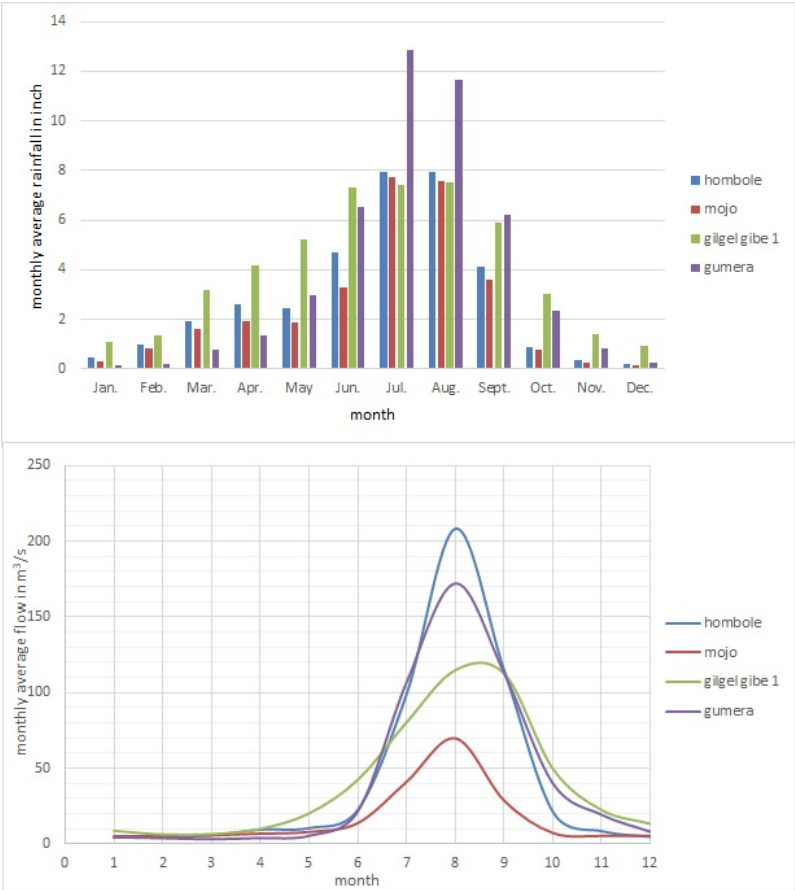 14
12
10
8
6
4
2
0
monthly average rainfall in inch
Jan. Feb. Mar. Apr. May Jun. Jul. Aug. Sept. Oct. Nov. Dec.
month
hombole
mojo
gilgel gibe 1
gumera
250
200
150
100
50
0
monthly average flow in m³/s
0 1 2 3 4 5 6 7 8 9 10 11 12
month
hombole
mojo
gilgel gibe 1
gumera